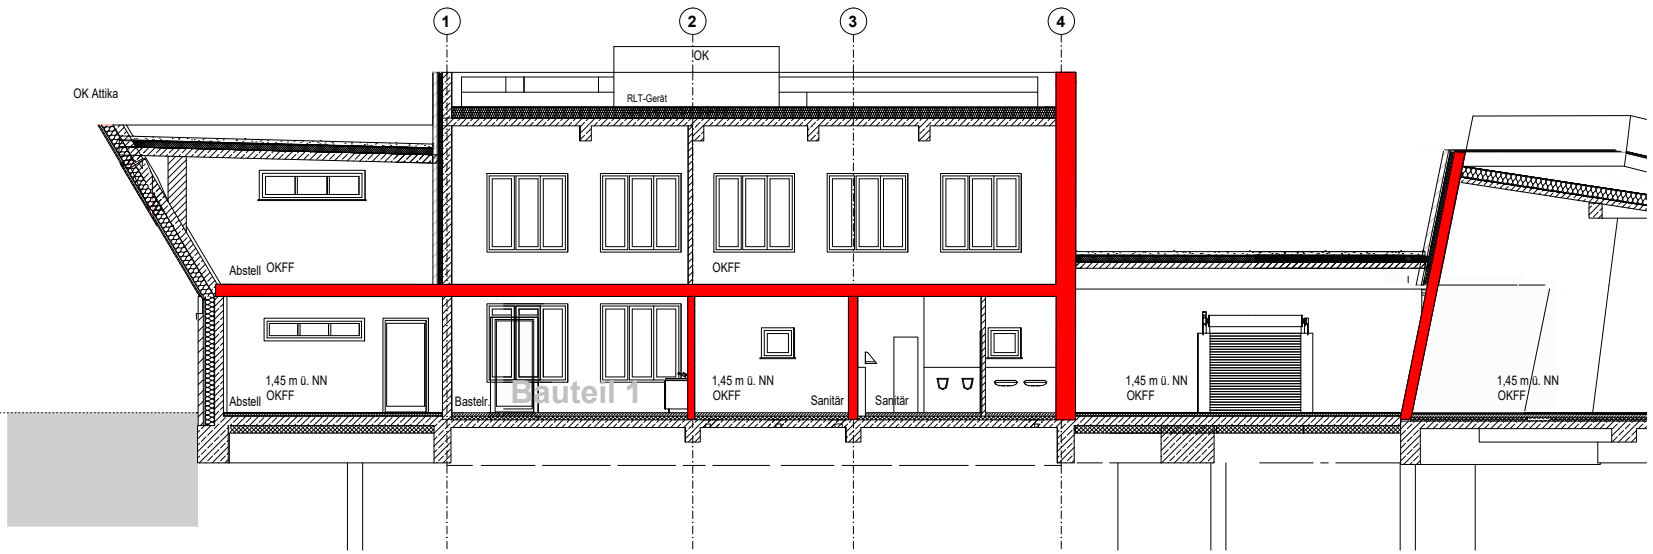 1 2 3 4
OK
OK Attika
RLT-Gerät
Abstell OKFF
OKFF
1,45 m ü. NN
OKFF
Abstell
Bastelr.
Bauteil 1
1,45 m ü. NN
OKFF
Sanitär
Sanitär
1,45 m ü. NN
OKFF
1,45 m ü. NN
OKFF